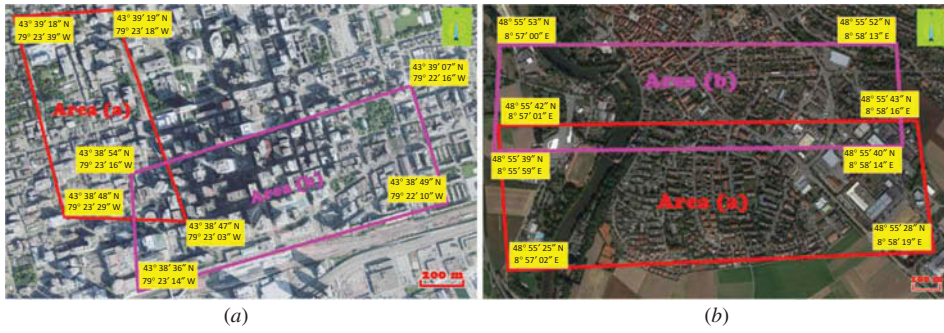 43° 39′ 18″ N
79° 23′ 39″ W
43° 39′ 19″ N
79° 23′ 18″ W
43° 39′ 07″ N
79° 22′ 16″ W
Area (a)
43° 38′ 54″ N
79° 23′ 16″ W
Area (b)
43° 38′ 49″ N
79° 22′ 10″ W
43° 38′ 48″ N
79° 23′ 29″ W
43° 38′ 47″ N
79° 23′ 03″ W
43° 38′ 36″ N
79° 23′ 14″ W
200 m
(a)
48° 55′ 53″ N
8° 57′ 00″ E
48° 55′ 52″ N
8° 58′ 13″ E
Area (b)
48° 55′ 42″ N
8° 57′ 01″ E
48° 55′ 43″ N
8° 58′ 16″ E
48° 55′ 39″ N
8° 55′ 59″ E
48° 55′ 40″ N
8° 58′ 14″ E
Area (a)
48° 55′ 25″ N
8° 57′ 02″ E
48° 55′ 28″ N
8° 58′ 19″ E
100 m
(b)